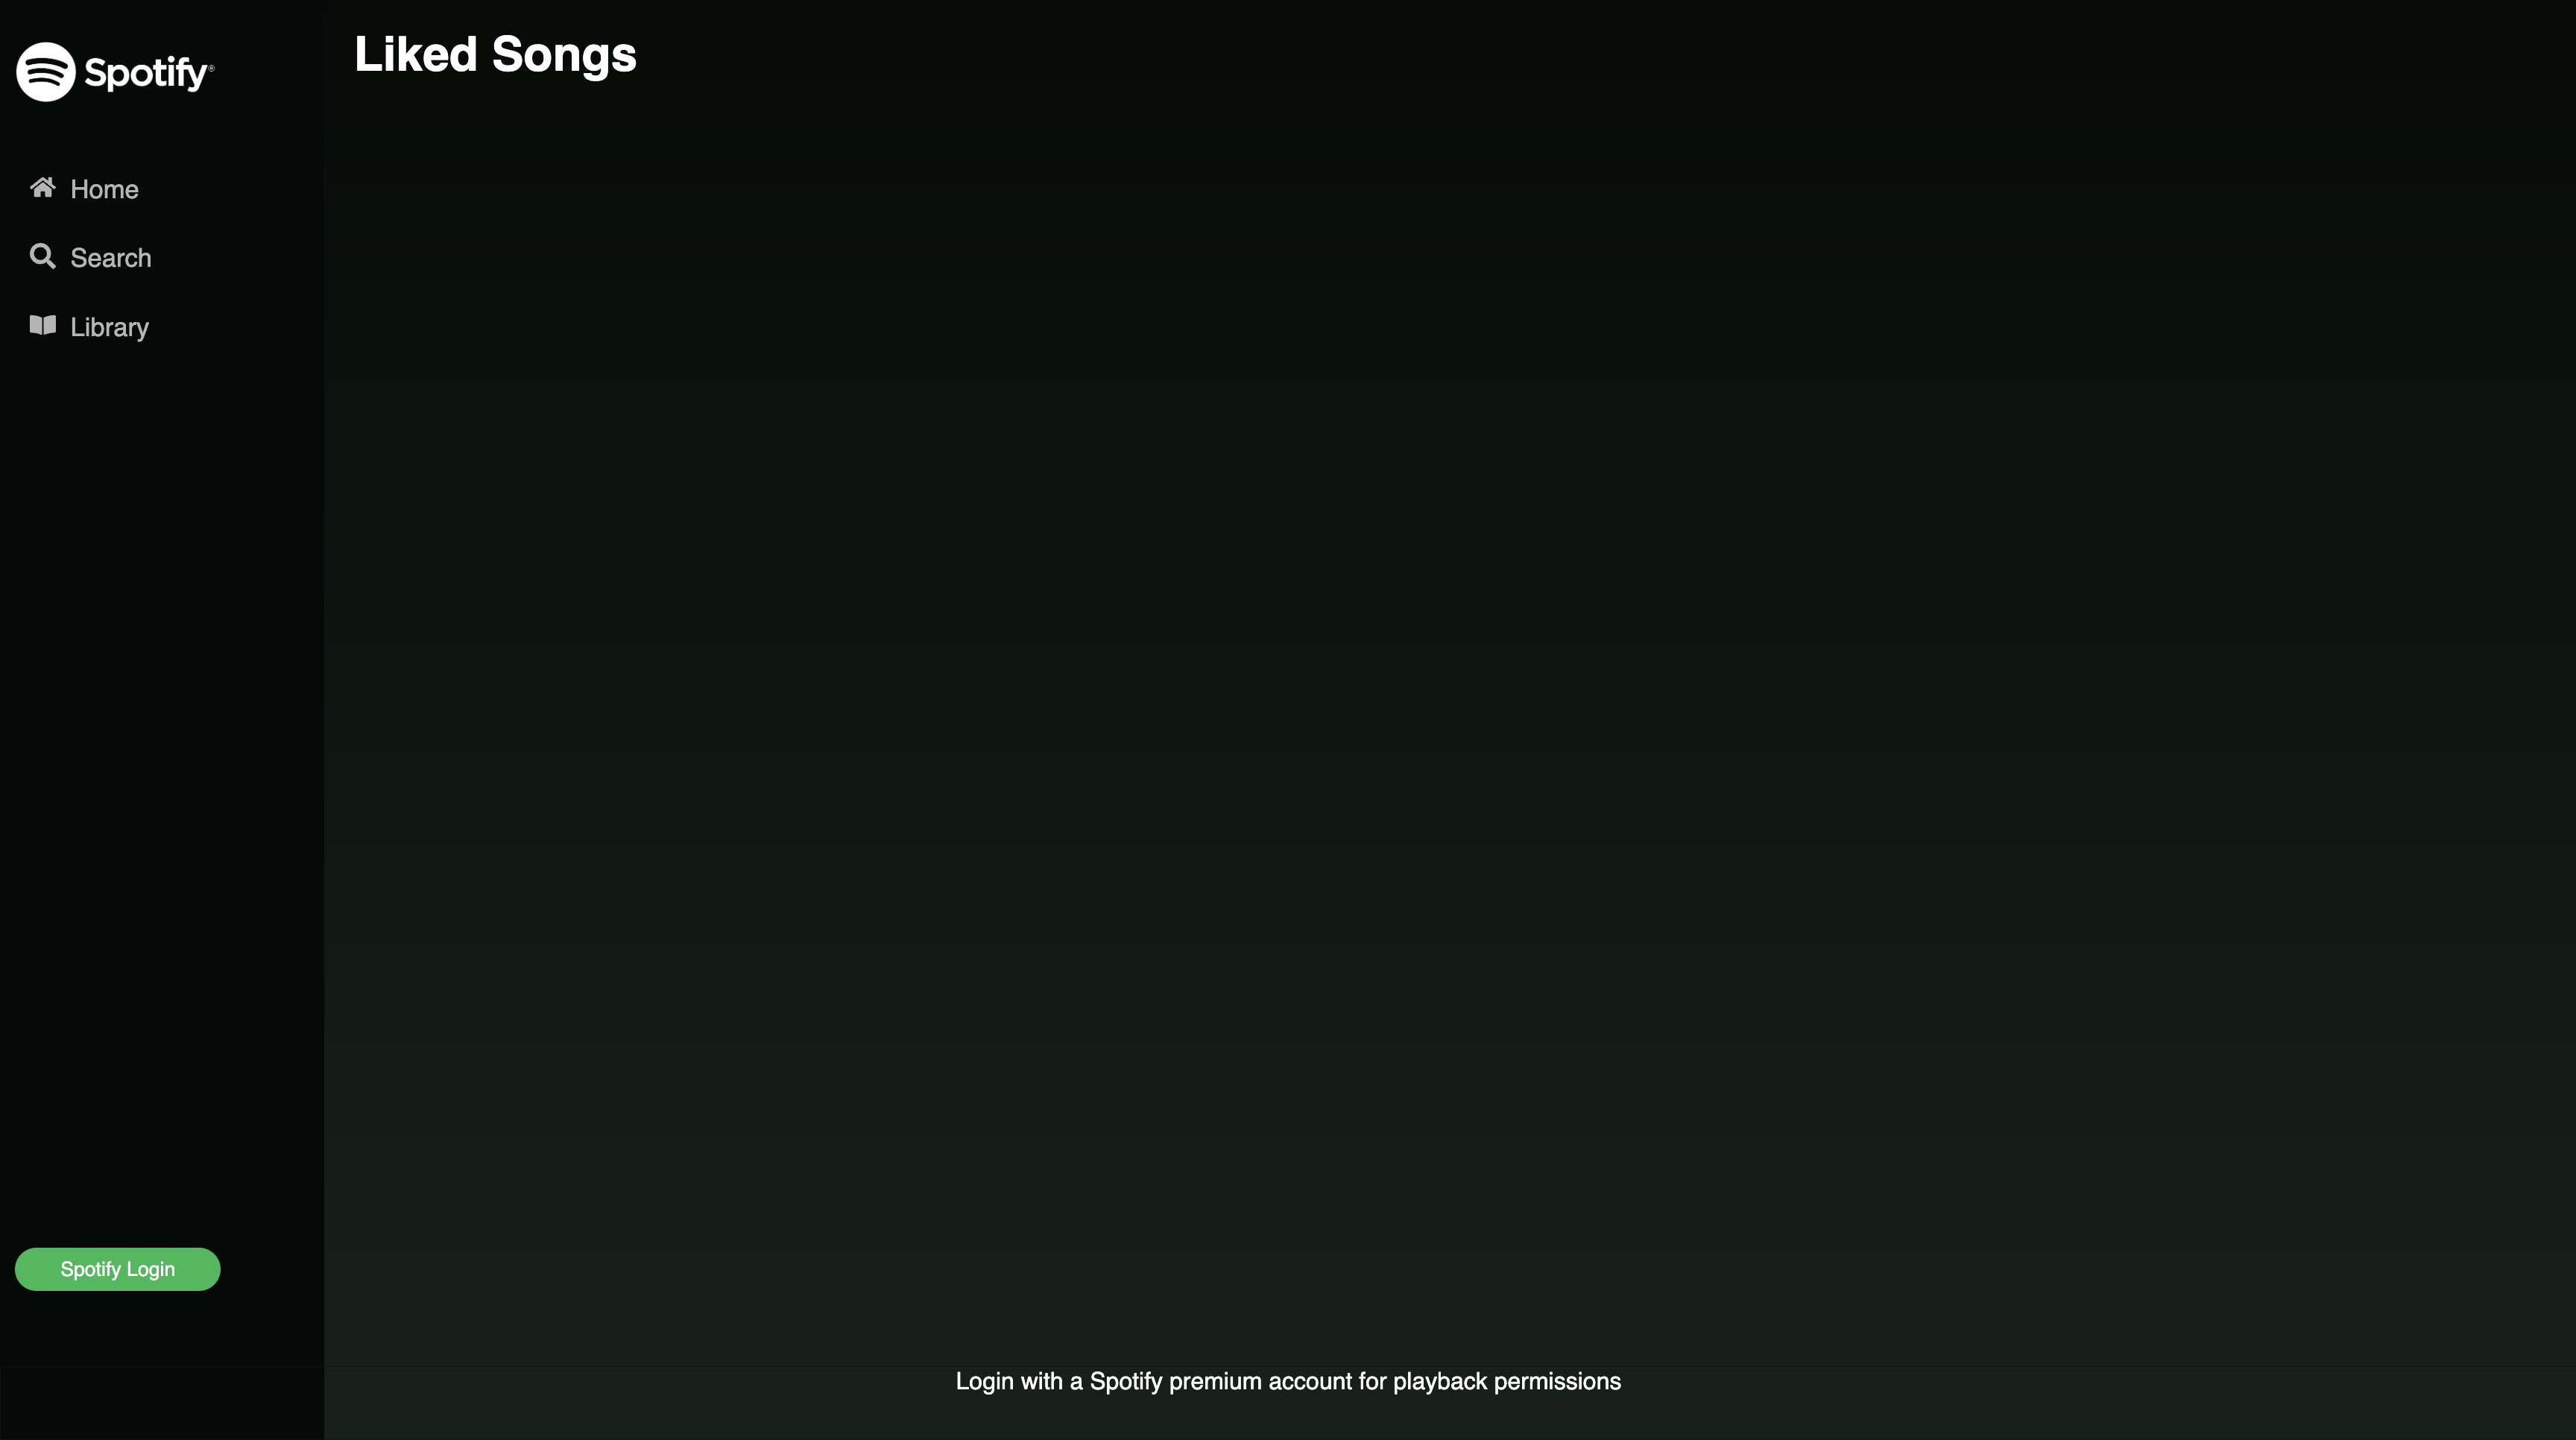 Spotify®
Liked Songs
Home
Search
Library
Spotify Login
Login with a Spotify premium account for playback permissions